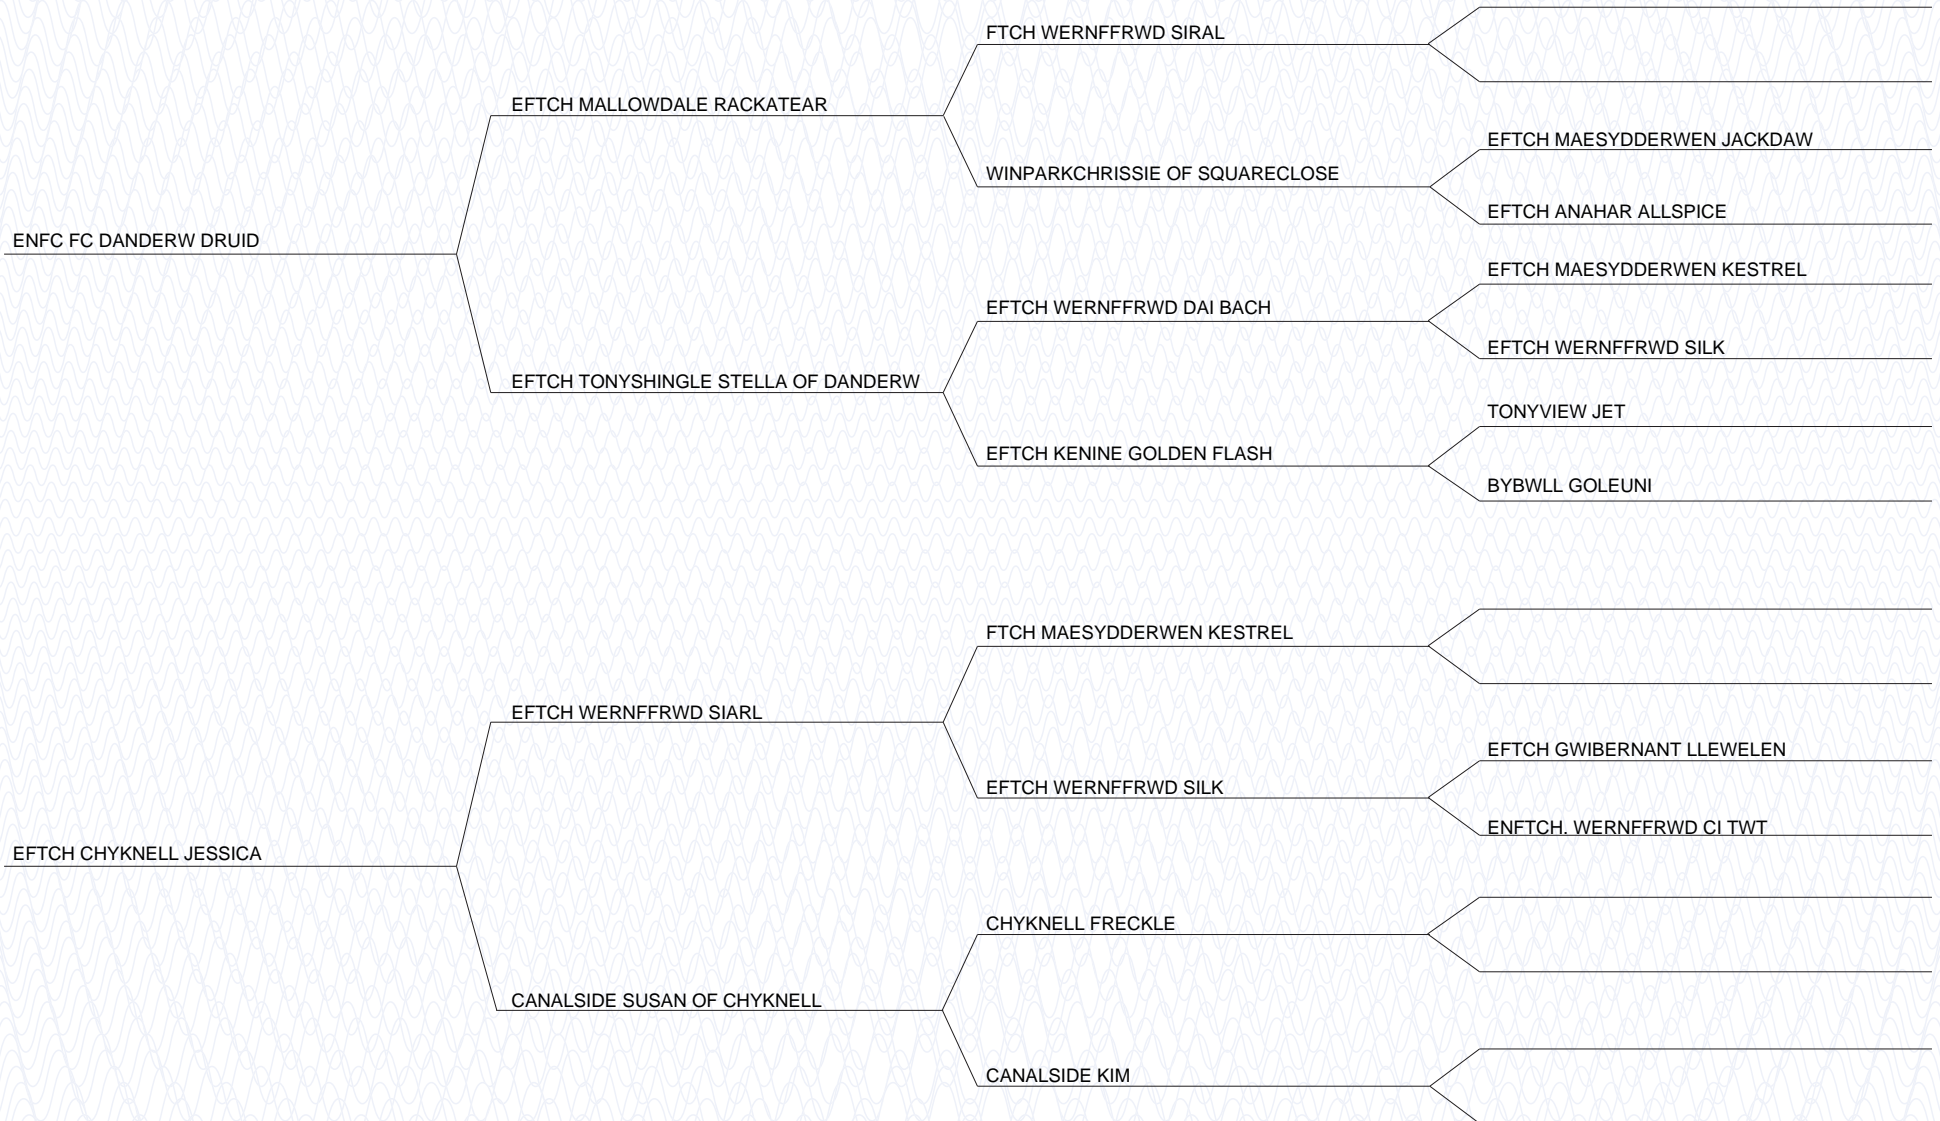 FTCH WERNFFRWD SIRAL
EFTCH MALLOWDALE RACKATEAR
EFTCH MAESYDDERWEN JACKDAW
WINPARKCHRISSIE OF SQUARECLOSE
EFTCH ANAHAR ALLSPICE
ENFC FC DANDERW DRUID
EFTCH MAESYDDERWEN KESTREL
EFTCH WERNFFRWD DAI BACH
EFTCH WERNFFRWD SILK
EFTCH TONYSHINGLE STELLA OF DANDERW
TONYVIEW JET
EFTCH KENINE GOLDEN FLASH
BYBWLL GOLEUNI
FTCH MAESYDDERWEN KESTREL
EFTCH WERNFFRWD SIARL
EFTCH GWIBERNANT LLEWELEN
EFTCH WERNFFRWD SILK
ENFTCH. WERNFFRWD CI TWT
EFTCH CHYKNELL JESSICA
CHYKNELL FRECKLE
CANALSIDE SUSAN OF CHYKNELL
CANALSIDE KIM